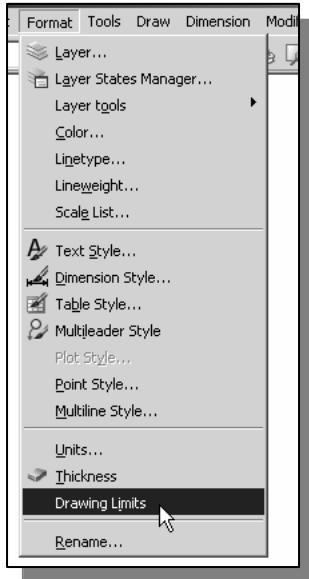 Format Tools Draw Dimension Modif
Layer...
Layer States Manager...
Layer tools
Color...
Linetype...
Lineweight...
Scale List...
Text Style...
Dimension Style...
Table Style...
Multileader Style
Plot Style...
Point Style...
Multiline Style...
Units...
Thickness
Drawing Limits
Rename...